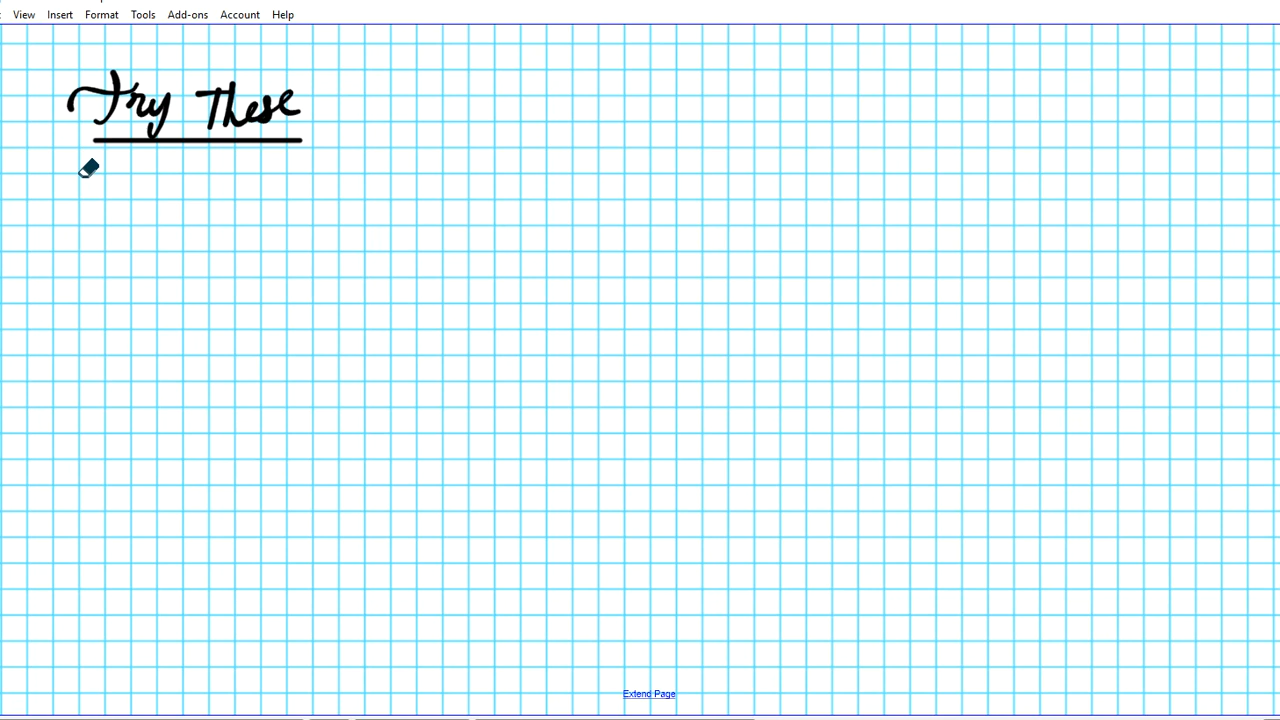 View Insert Format Tools Add-ons Account Help
Try These
Extend Page